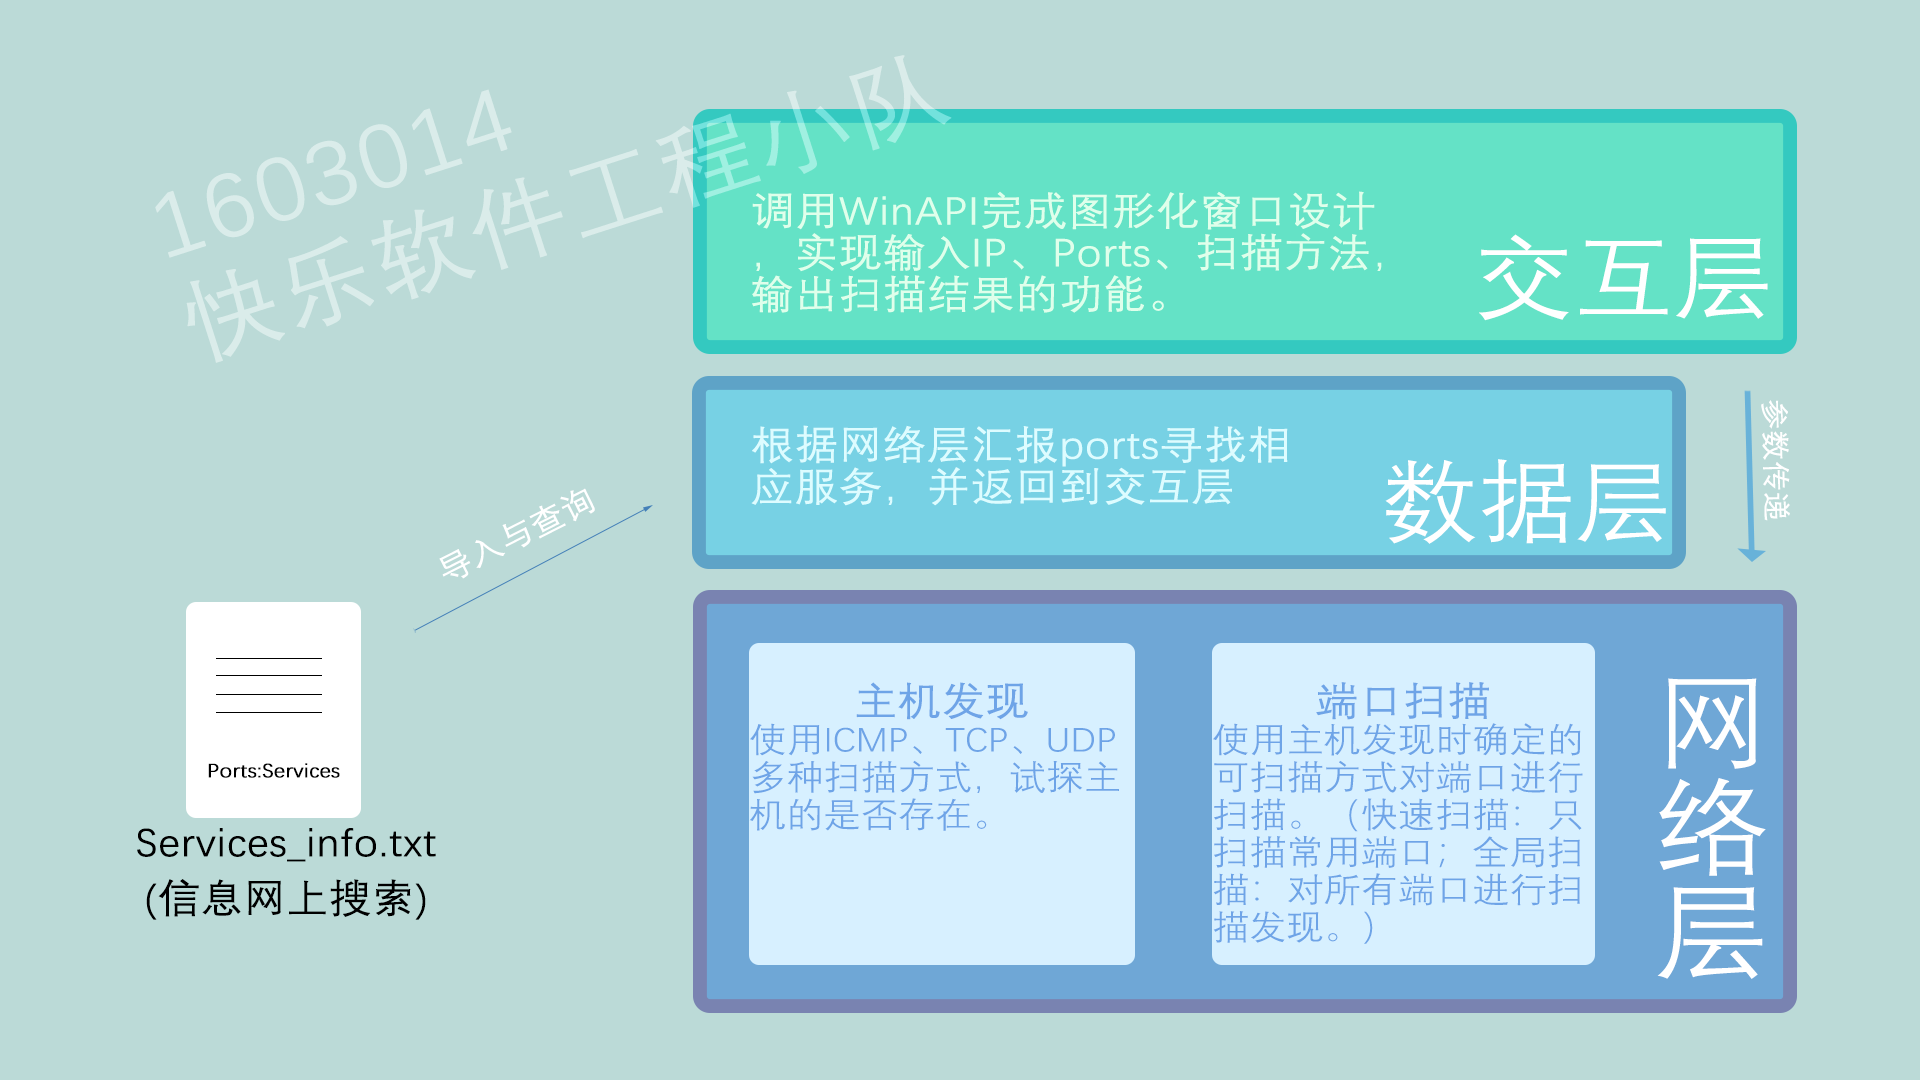 1603014
快乐软件工程小队
调用WinAPI完成图形化窗口设计
，实现输入IP、Ports、扫描方法，
输出扫描结果的功能。
交互层
根据网络层汇报ports寻找相
应服务，并返回到交互层
数据层
参数传递
导入与查询
Ports:Services
Services_info.txt
(信息网上搜索)
主机发现
使用ICMP、TCP、UDP
多种扫描方式，试探主
机的是否存在。
端口扫描
使用主机发现时确定的
可扫描方式对端口进行
扫描。（快速扫描：只
扫描常用端口；全局扫
描：对所有端口进行扫
描发现。）
网
络
层